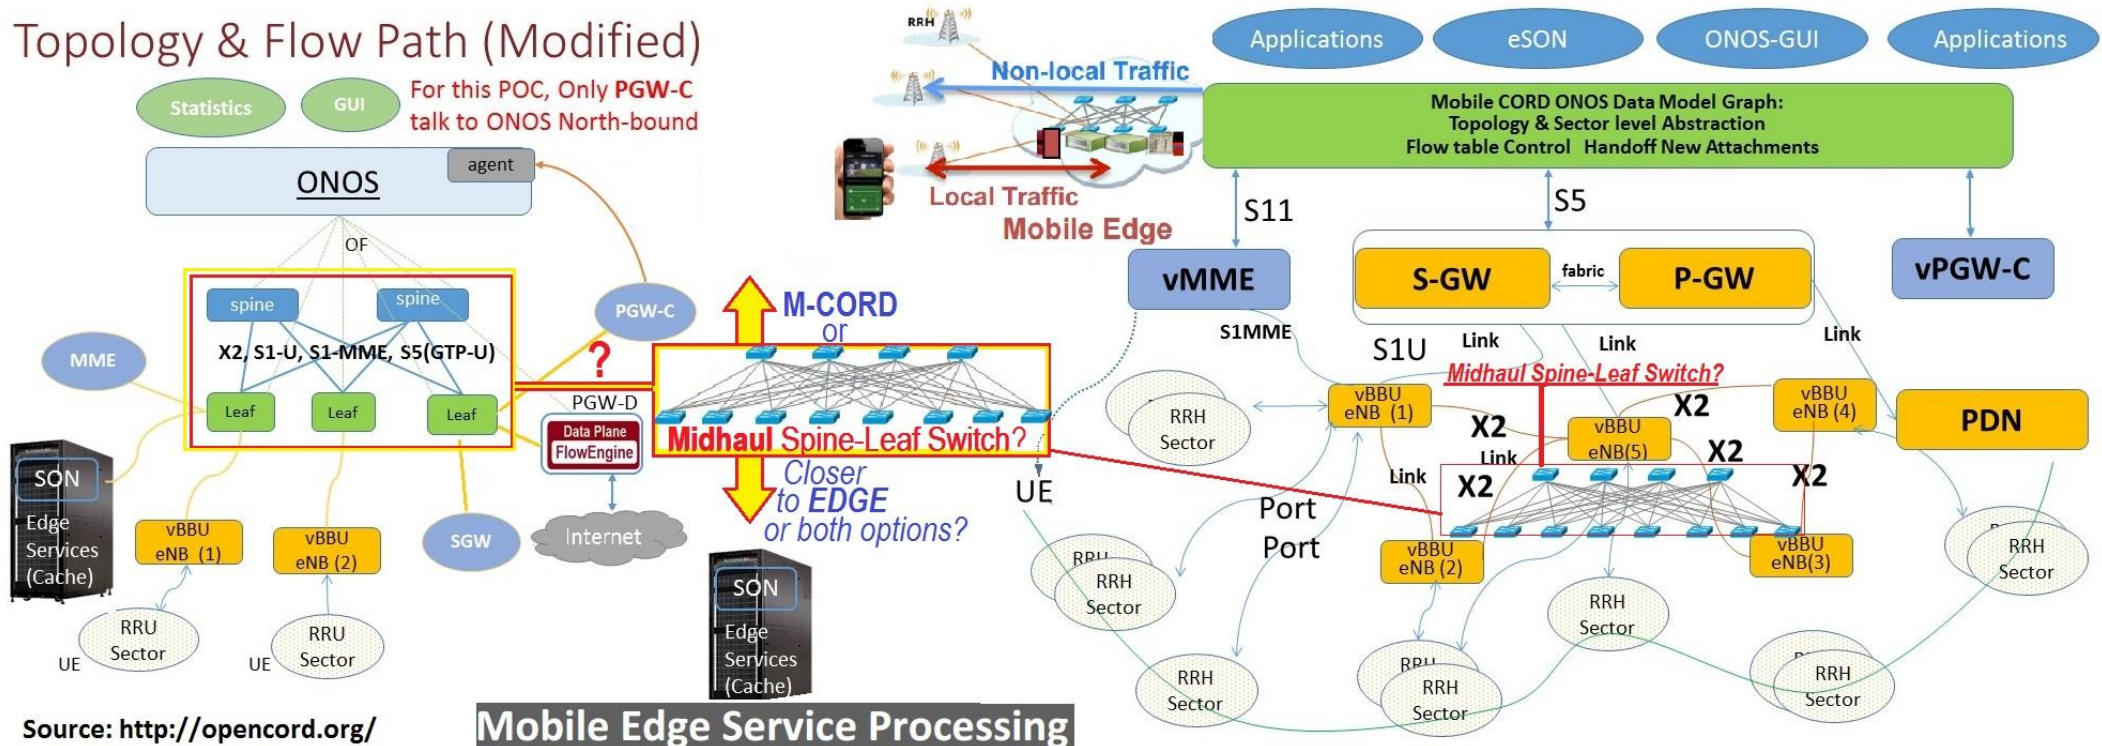 Topology & Flow Path (Modified)
Statistics
GUI
For this POC, Only PGW-C
talk to ONOS North-bound
ONOS
agent
OF
spine
spine
X2, S1-U, S1-MME, S5(GTP-U)
Leaf
Leaf
Leaf
MME
PGW-C
?
PGW-D
Data Plane
FlowEngine
Internet
SGW
SON
Edge
Services
(Cache)
vBBU
eNB (1)
vBBU
eNB (2)
RRU
Sector
UE
RRU
Sector
UE
Source: http://opencord.org/
M-CORD
or
Midhaul Spine-Leaf Switch?
Closer
to EDGE
or both options?
SON
Edge
Services
(Cache)
Mobile Edge Service Processing
RRH
Non-local Traffic
Local Traffic
Mobile Edge
Applications
eSON
ONOS-GUI
Applications
Mobile CORD ONOS Data Model Graph:
Topology & Sector level Abstraction
Flow table Control Handoff New Attachments
S11
S5
vMME
S-GW
fabric
P-GW
vPGW-C
S1MME
S1U
Link
Link
Link
Midhaul Spine-Leaf Switch?
RRH
Sector
vBBU
eNB (1)
X2
X2
vBBU
eNB (4)
PDN
vBBU
eNB(5)
Link
Link
X2
X2
X2
UE
Port
Port
vBBU
eNB (2)
vBBU
eNB(3)
RRH
RRH
Sector
RRH
Sector
RRH
RRH
Sector
RRH
Sector
RRH
Sector
RRH
Sector